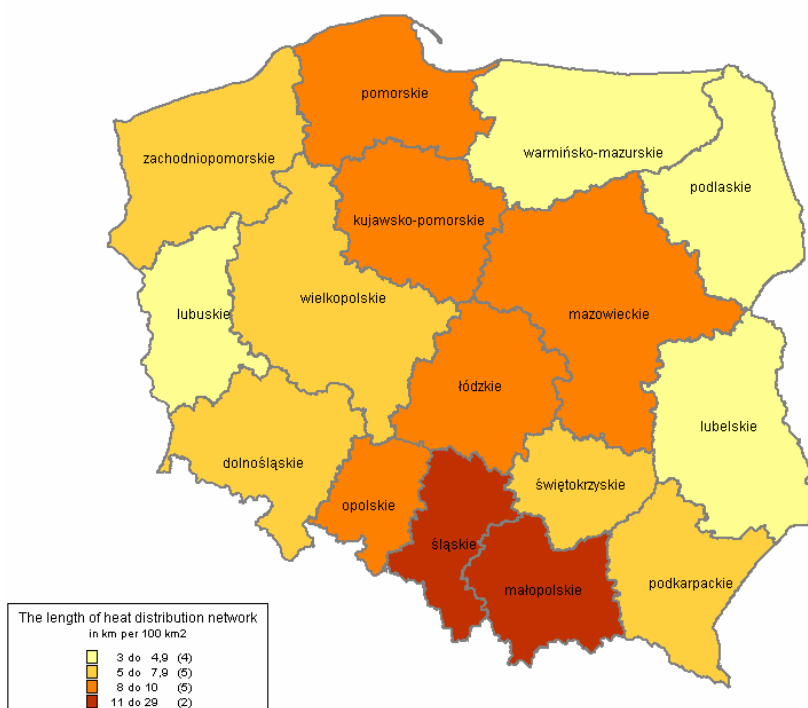 pomorskie
warmińsko-mazurskie
zachodniopomorskie
podlaskie
kujawsko-pomorskie
wielkopolskie
lubuskie
mazowieckie
łódzkie
lubelskie
dolnośląskie
świętokrzyskie
opolskie
śląskie
podkarpackie
małopolskie
The length of heat distribution network
in km per 100 km2
3 do 4,9 (4)
5 do 7,9 (5)
8 do 10 (5)
11 do 29 (2)